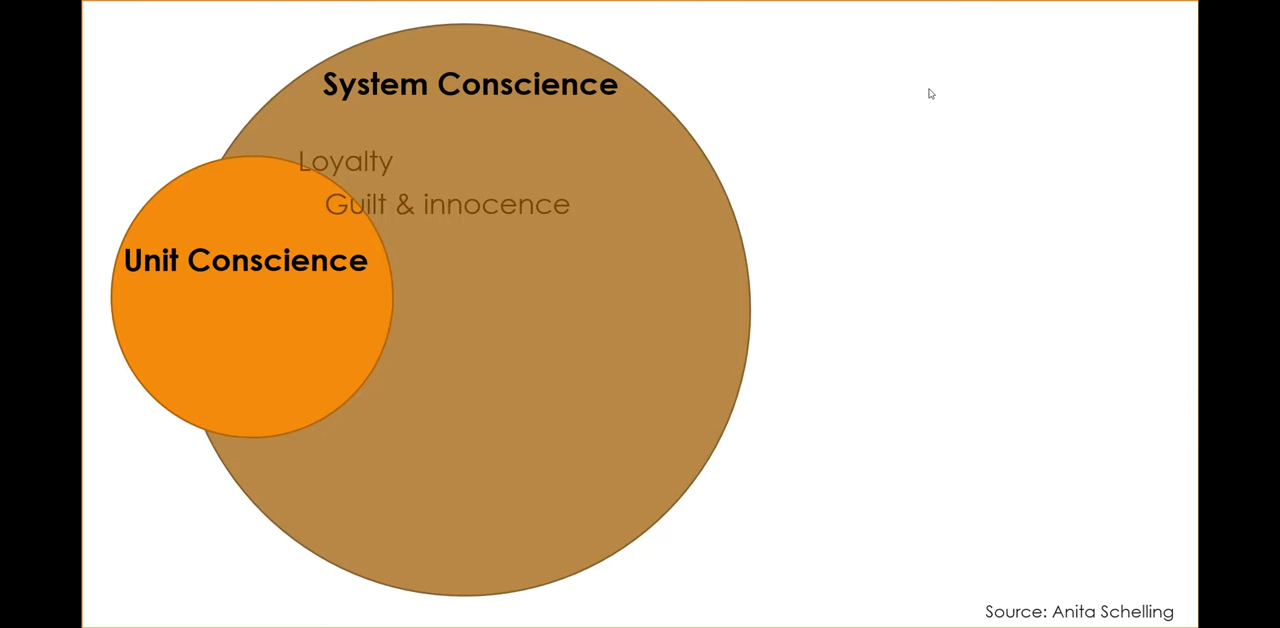 System Conscience
Loyalty
Guilt & innocence
Unit Conscience
Source: Anita Schelling